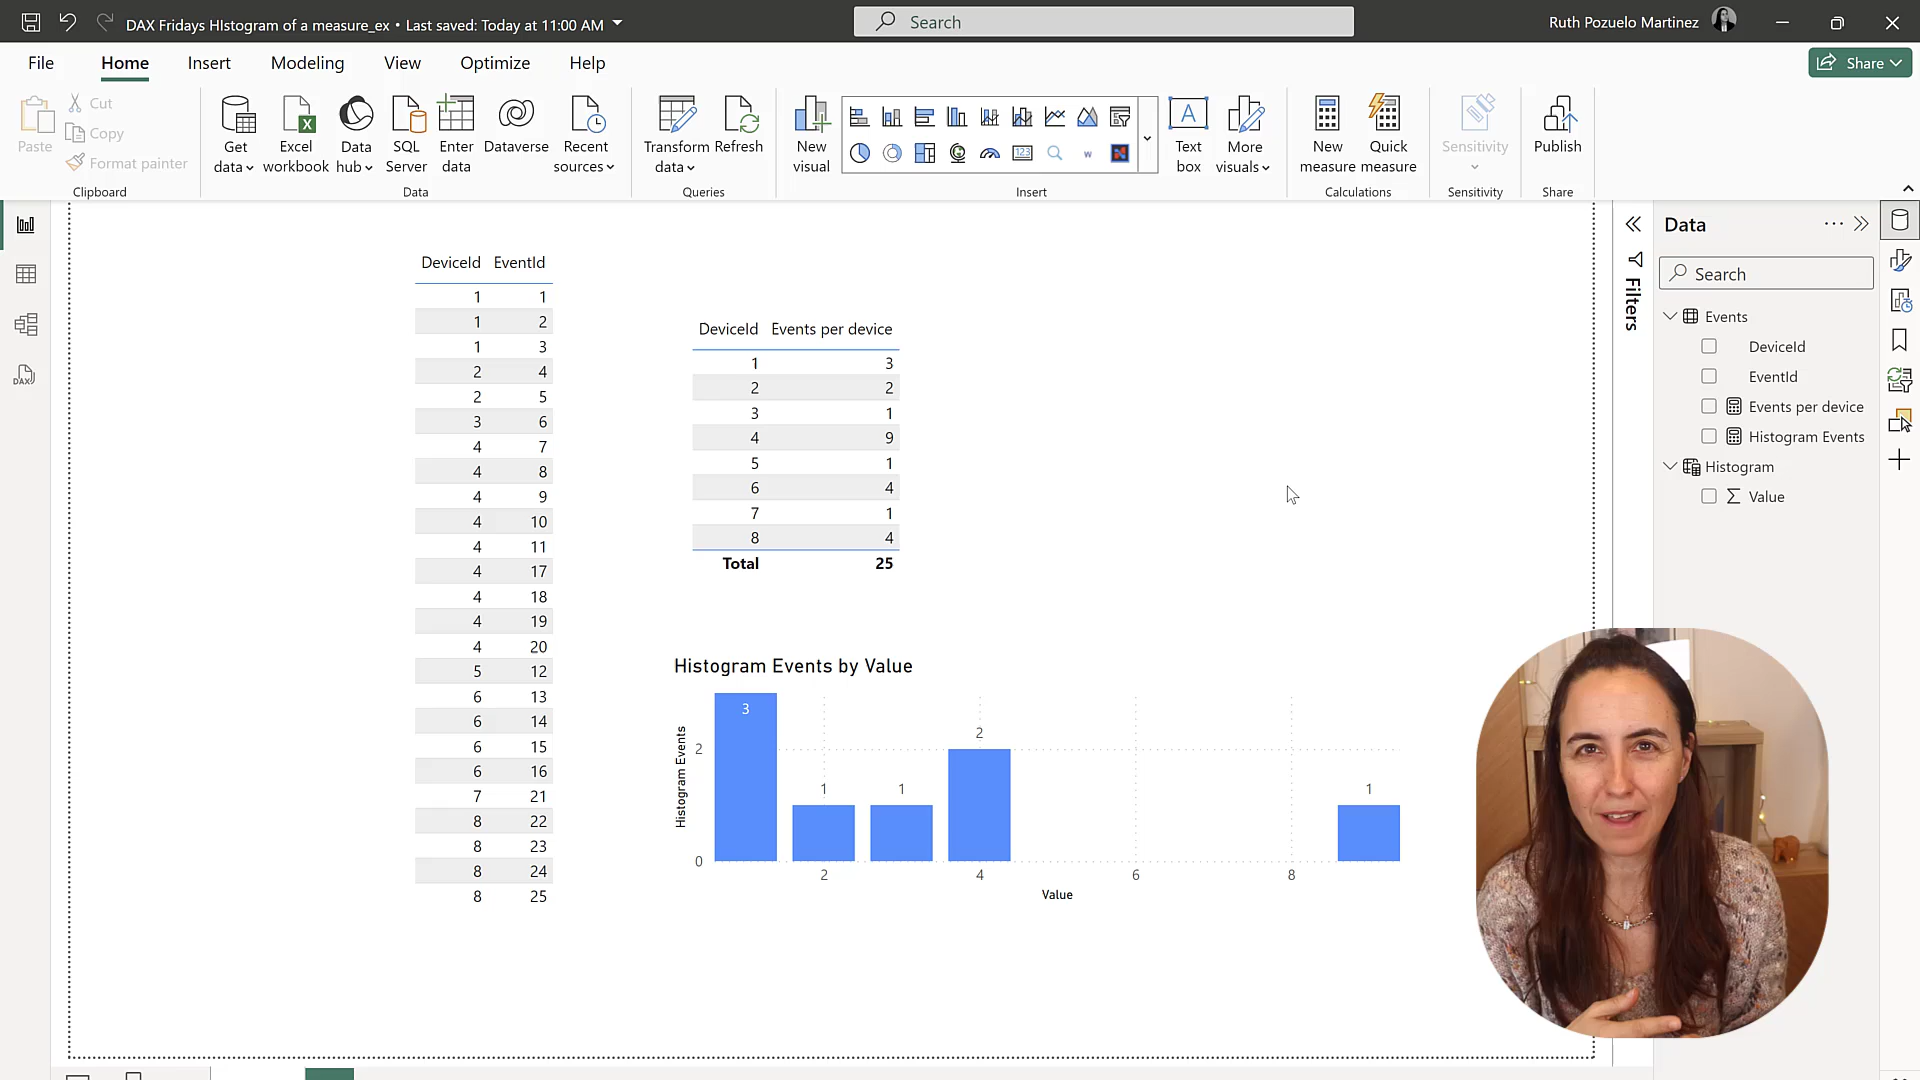 DAX Fridays HIstogram of a measure_ex • Last saved: Today at 11:00 AM
Search
Ruth Pozuelo Martinez
File Home Insert Modeling View Optimize Help
Share
Paste
Cut
Copy
Format painter
Clipboard
Get data
Excel workbook
Data hub
SQL Server
Enter data
Dataverse
Recent sources
Data
Transform data
Refresh
Queries
New visual
Text box
More visuals
Insert
New measure
Quick measure
Calculations
Sensitivity
Sensitivity
Publish
Share
DAX
123
DeviceId EventId
1 1
1 2
1 3
2 4
2 5
3 6
4 7
4 8
4 9
4 10
4 11
4 17
4 18
4 19
4 20
5 12
6 13
6 14
6 15
6 16
7 21
8 22
8 23
8 24
8 25
DeviceId Events per device
1 3
2 2
3 1
4 9
5 1
6 4
7 1
8 4
Total 25
Histogram Events by Value
Histogram Events
2
0
3
1
1
2
1
2 4 6 8
Value
Filters
Data
Search
Events
DeviceId
EventId
Events per device
Histogram Events
Histogram
Σ Value